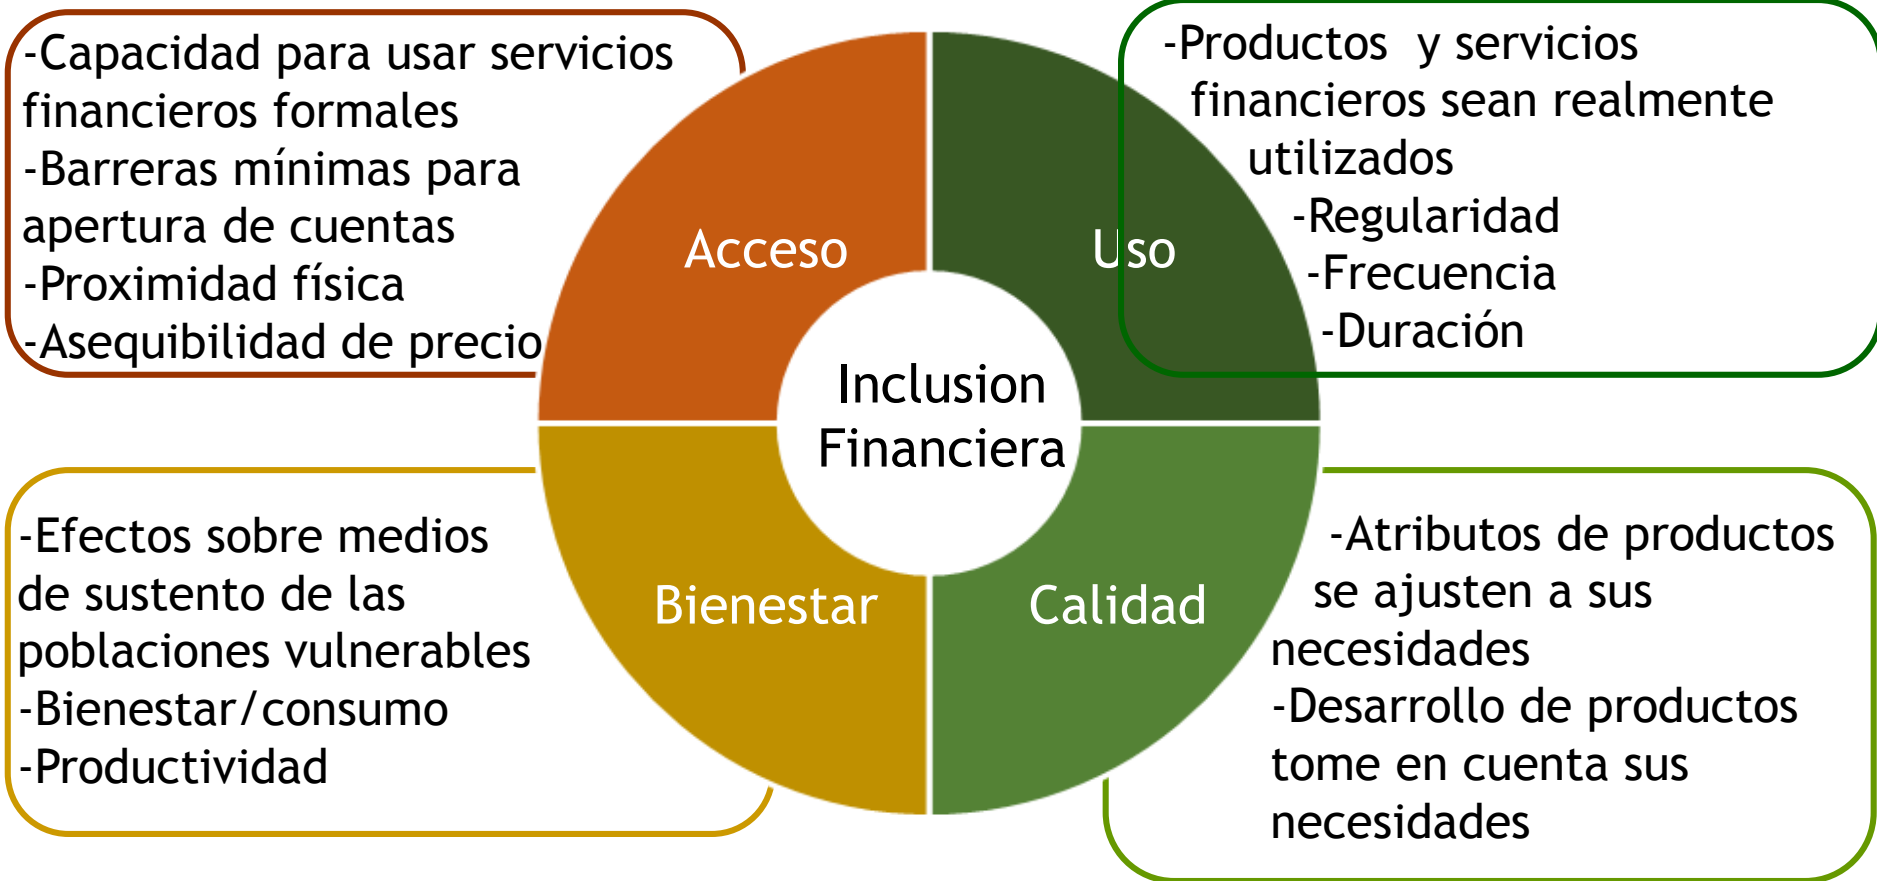 -Capacidad para usar servicios
financieros formales
-Barreras mínimas para
apertura de cuentas
-Proximidad física
-Asequibilidad de precio
Acceso
-Productos  y servicios
financieros sean realmente
utilizados
-Regularidad
-Frecuencia
-Duración
Uso
Inclusion
Financiera
-Efectos sobre medios
de sustento de las
poblaciones vulnerables
-Bienestar/consumo
-Productividad
Bienestar
Calidad
-Atributos de productos
se ajusten a sus
necesidades
-Desarrollo de productos
tome en cuenta sus
necesidades